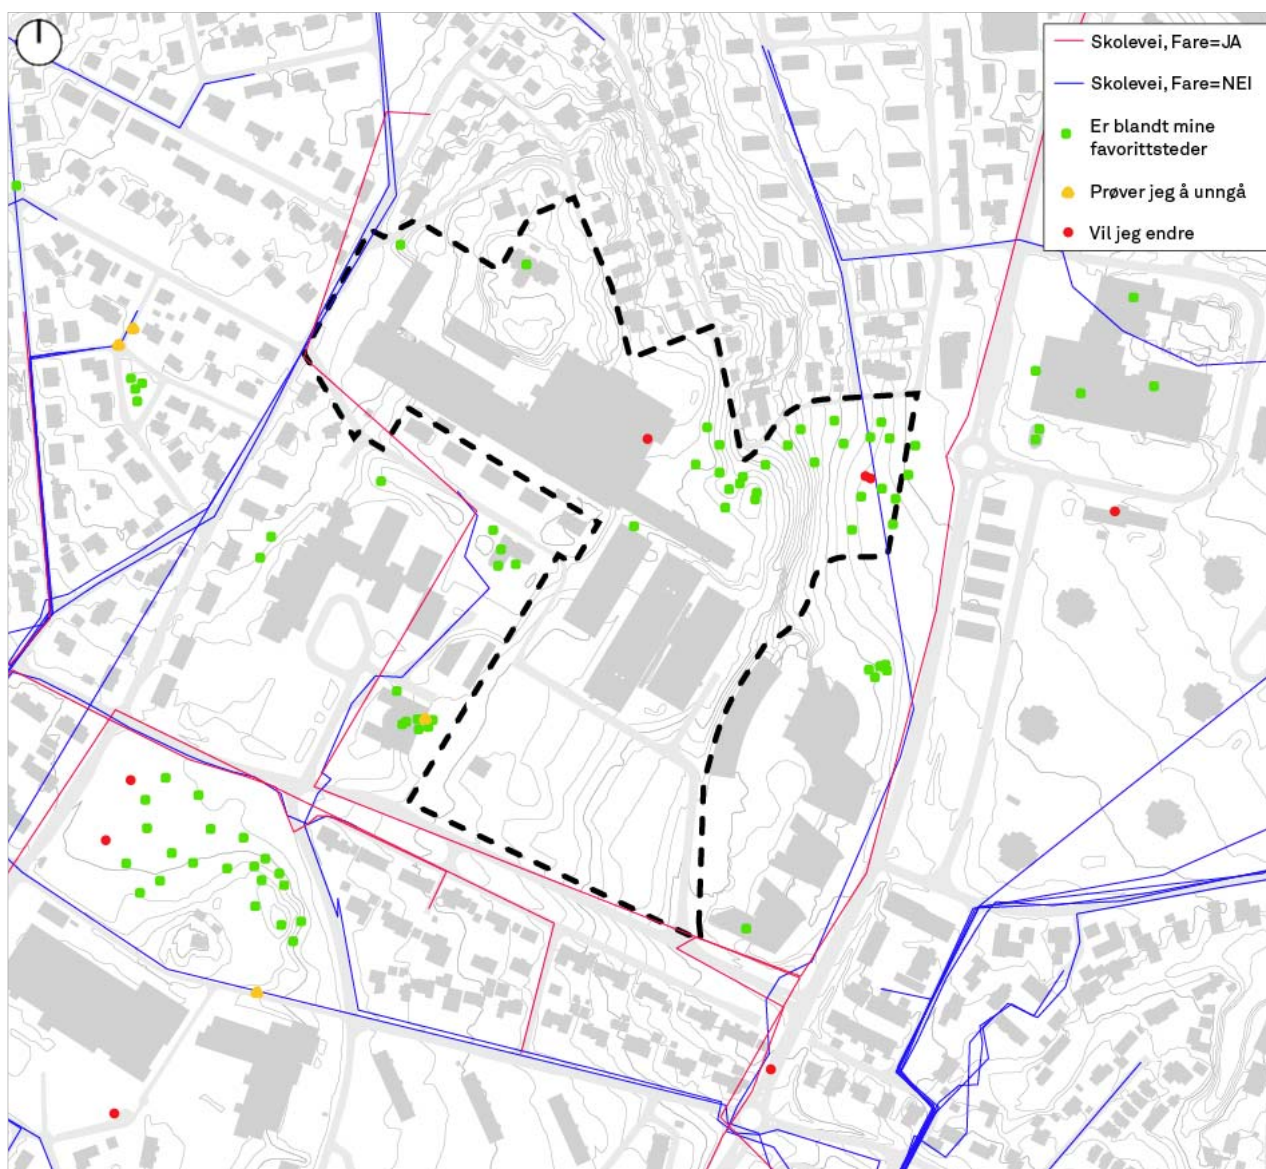 Skolevei, Fare=JA
Skolevei, Fare=NEI
Er blandt mine
favorittsteder
Prøver jeg å unngå
Vil jeg endre